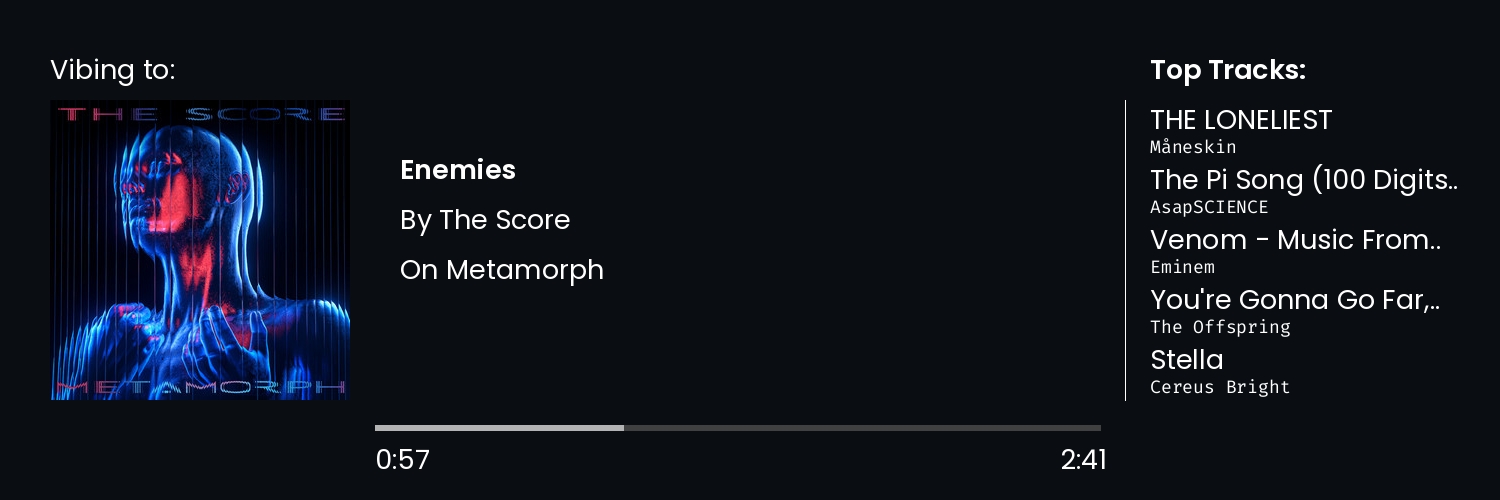 Vibing to:
THE SCORE
METAMORPH
Enemies
By The Score
On Metamorph
0:57
2:41
Top Tracks:
THE LONELIEST
Måneskin
The Pi Song (100 Digits..
AsapSCIENCE
Venom - Music From..
Eminem
You're Gonna Go Far,..
The Offspring
Stella
Cereus Bright